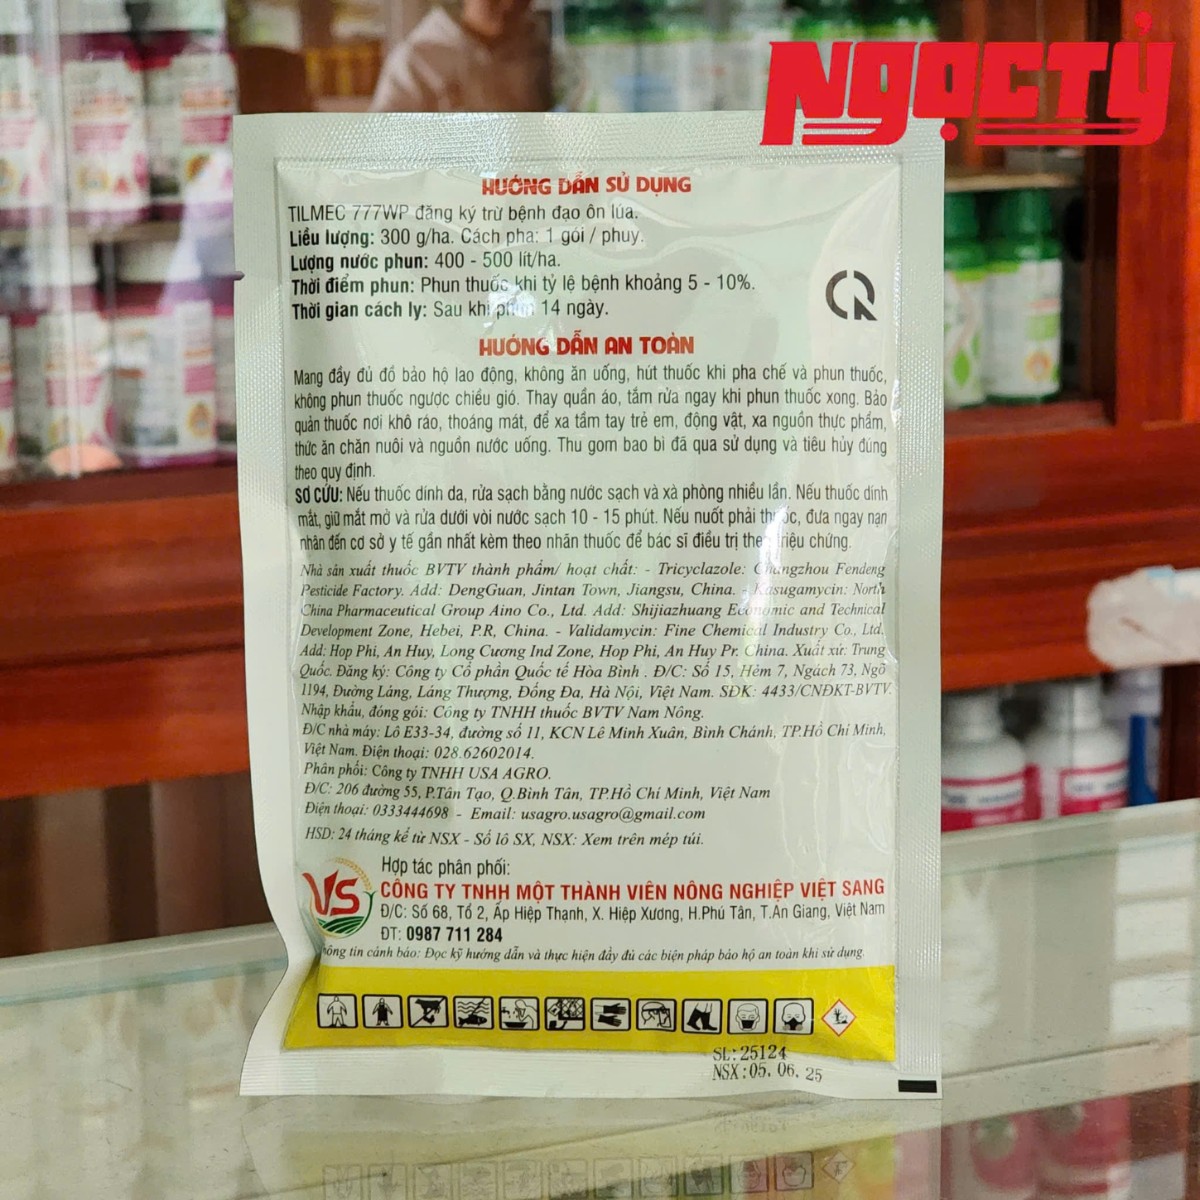 NGỌCTỶ
HƯỚNG DẪN SỬ DỤNG
TILMEC 777WP đăng ký trừ bệnh đạo ôn lúa.
Liều lượng: 300 g/ha. Cách pha: 1 gói / phuy.
Lượng nước phun: 400 - 500 lít/ha.
Thời điểm phun: Phun thuốc khi tỷ lệ bệnh khoảng 5 - 10%.
Thời gian cách ly: Sau khi phun 14 ngày.
HƯỚNG DẪN AN TOÀN
Mang đầy đủ đồ bảo hộ lao động, không ăn uống, hút thuốc khi pha chế và phun thuốc,
không phun thuốc ngược chiều gió. Thay quần áo, tắm rửa ngay khi phun thuốc xong. Bảo
quản thuốc nơi khô ráo, thoáng mát, để xa tầm tay trẻ em, động vật, xa nguồn thực phẩm,
thức ăn chăn nuôi và nguồn nước uống. Thu gom bao bì đã qua sử dụng và tiêu hủy đúng
theo quy định.
SƠ CỨU: Nếu thuốc dính da, rửa sạch bằng nước sạch và xà phòng nhiều lần. Nếu thuốc dính
mắt, giữ mắt mở và rửa dưới vòi nước sạch 10 - 15 phút. Nếu nuốt phải thuốc, đưa ngay nạn
nhân đến cơ sở y tế gần nhất kèm theo nhãn thuốc để bác sĩ điều trị theo triệu chứng.
Nhà sản xuất thuốc BVTV thành phẩm/ hoạt chất: - Tricyclazole: Changzhou Fendeng
Pesticide Factory. Add: DengGuan, Jintan Town, Jiangsu, China. - Kasugamycin: North
China Pharmaceutical Group Aino Co., Ltd. Add: Shijiazhuang Economic and Technical
Development Zone, Hebei, P.R, China. - Validamycin: Fine Chemical Industry Co., Ltd.
Add: Hop Phi, An Huy, Long Cương Ind Zone, Hop Phi, An Huy Pr. China. Xuất xứ: Trung
Quốc. Đăng ký: Công ty Cổ phần Quốc tế Hòa Bình . Đ/C: Số 15, Hẻm 7, Ngách 73, Ngõ
1194, Đường Láng, Láng Thượng, Đống Đa, Hà Nội, Việt Nam. SĐK: 4433/CNĐKT-BVTV.
Nhập khẩu, đóng gói: Công ty TNHH thuốc BVTV Nam Nông.
Đ/C nhà máy: Lô E33-34, đường số 11, KCN Lê Minh Xuân, Bình Chánh, TP.Hồ Chí Minh,
Việt Nam. Điện thoại: 028.62602014.
Phân phối: Công ty TNHH USA AGRO.
Đ/C: 206 đường 55, P.Tân Tạo, Q.Bình Tân, TP.Hồ Chí Minh, Việt Nam
Điện thoại: 0333444698 - Email: usagro.usagro@gmail.com
HSD: 24 tháng kể từ NSX - Số lô SX, NSX: Xem trên mép túi.
Hợp tác phân phối:
VS
CÔNG TY TNHH MỘT THÀNH VIÊN NÔNG NGHIỆP VIỆT SANG
Đ/C: Số 68, Tổ 2, Ấp Hiệp Thạnh, X. Hiệp Xương, H.Phú Tân, T.An Giang, Việt Nam
ĐT: 0987 711 284
hông tin cảnh báo: Đọc kỹ hướng dẫn và thực hiện đầy đủ các biện pháp bảo hộ an toàn khi sử dụng.
SL:25124
NSX:05. 06. 25